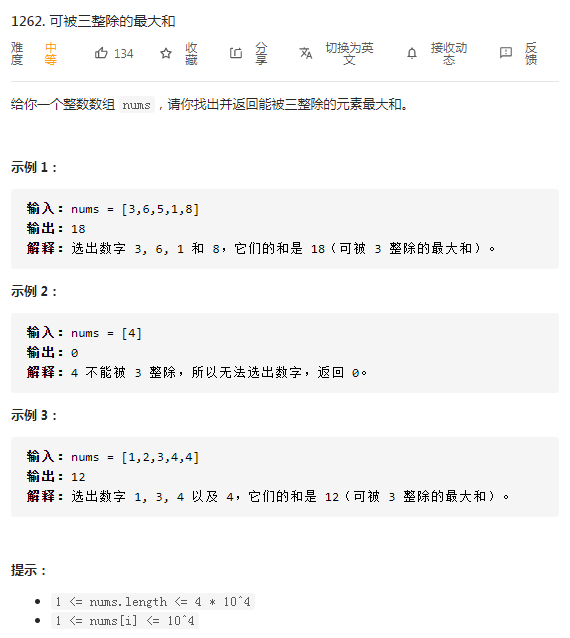 1262. 可被三整除的最大和
难度 中等 134 收藏 分享 切换为英文 接收动态 反馈
给你一个整数数组 nums，请你找出并返回能被三整除的元素最大和。
示例 1：
输入：nums = [3,6,5,1,8]
输出：18
解释：选出数字 3, 6, 1 和 8，它们的和是 18（可被 3 整除的最大和）。
示例 2：
输入：nums = [4]
输出：0
解释：4 不能被 3 整除，所以无法选出数字，返回 0。
示例 3：
输入：nums = [1,2,3,4,4]
输出：12
解释：选出数字 1, 3, 4 以及 4，它们的和是 12（可被 3 整除的最大和）。
提示：
1 <= nums.length <= 4 * 10^4
1 <= nums[i] <= 10^4